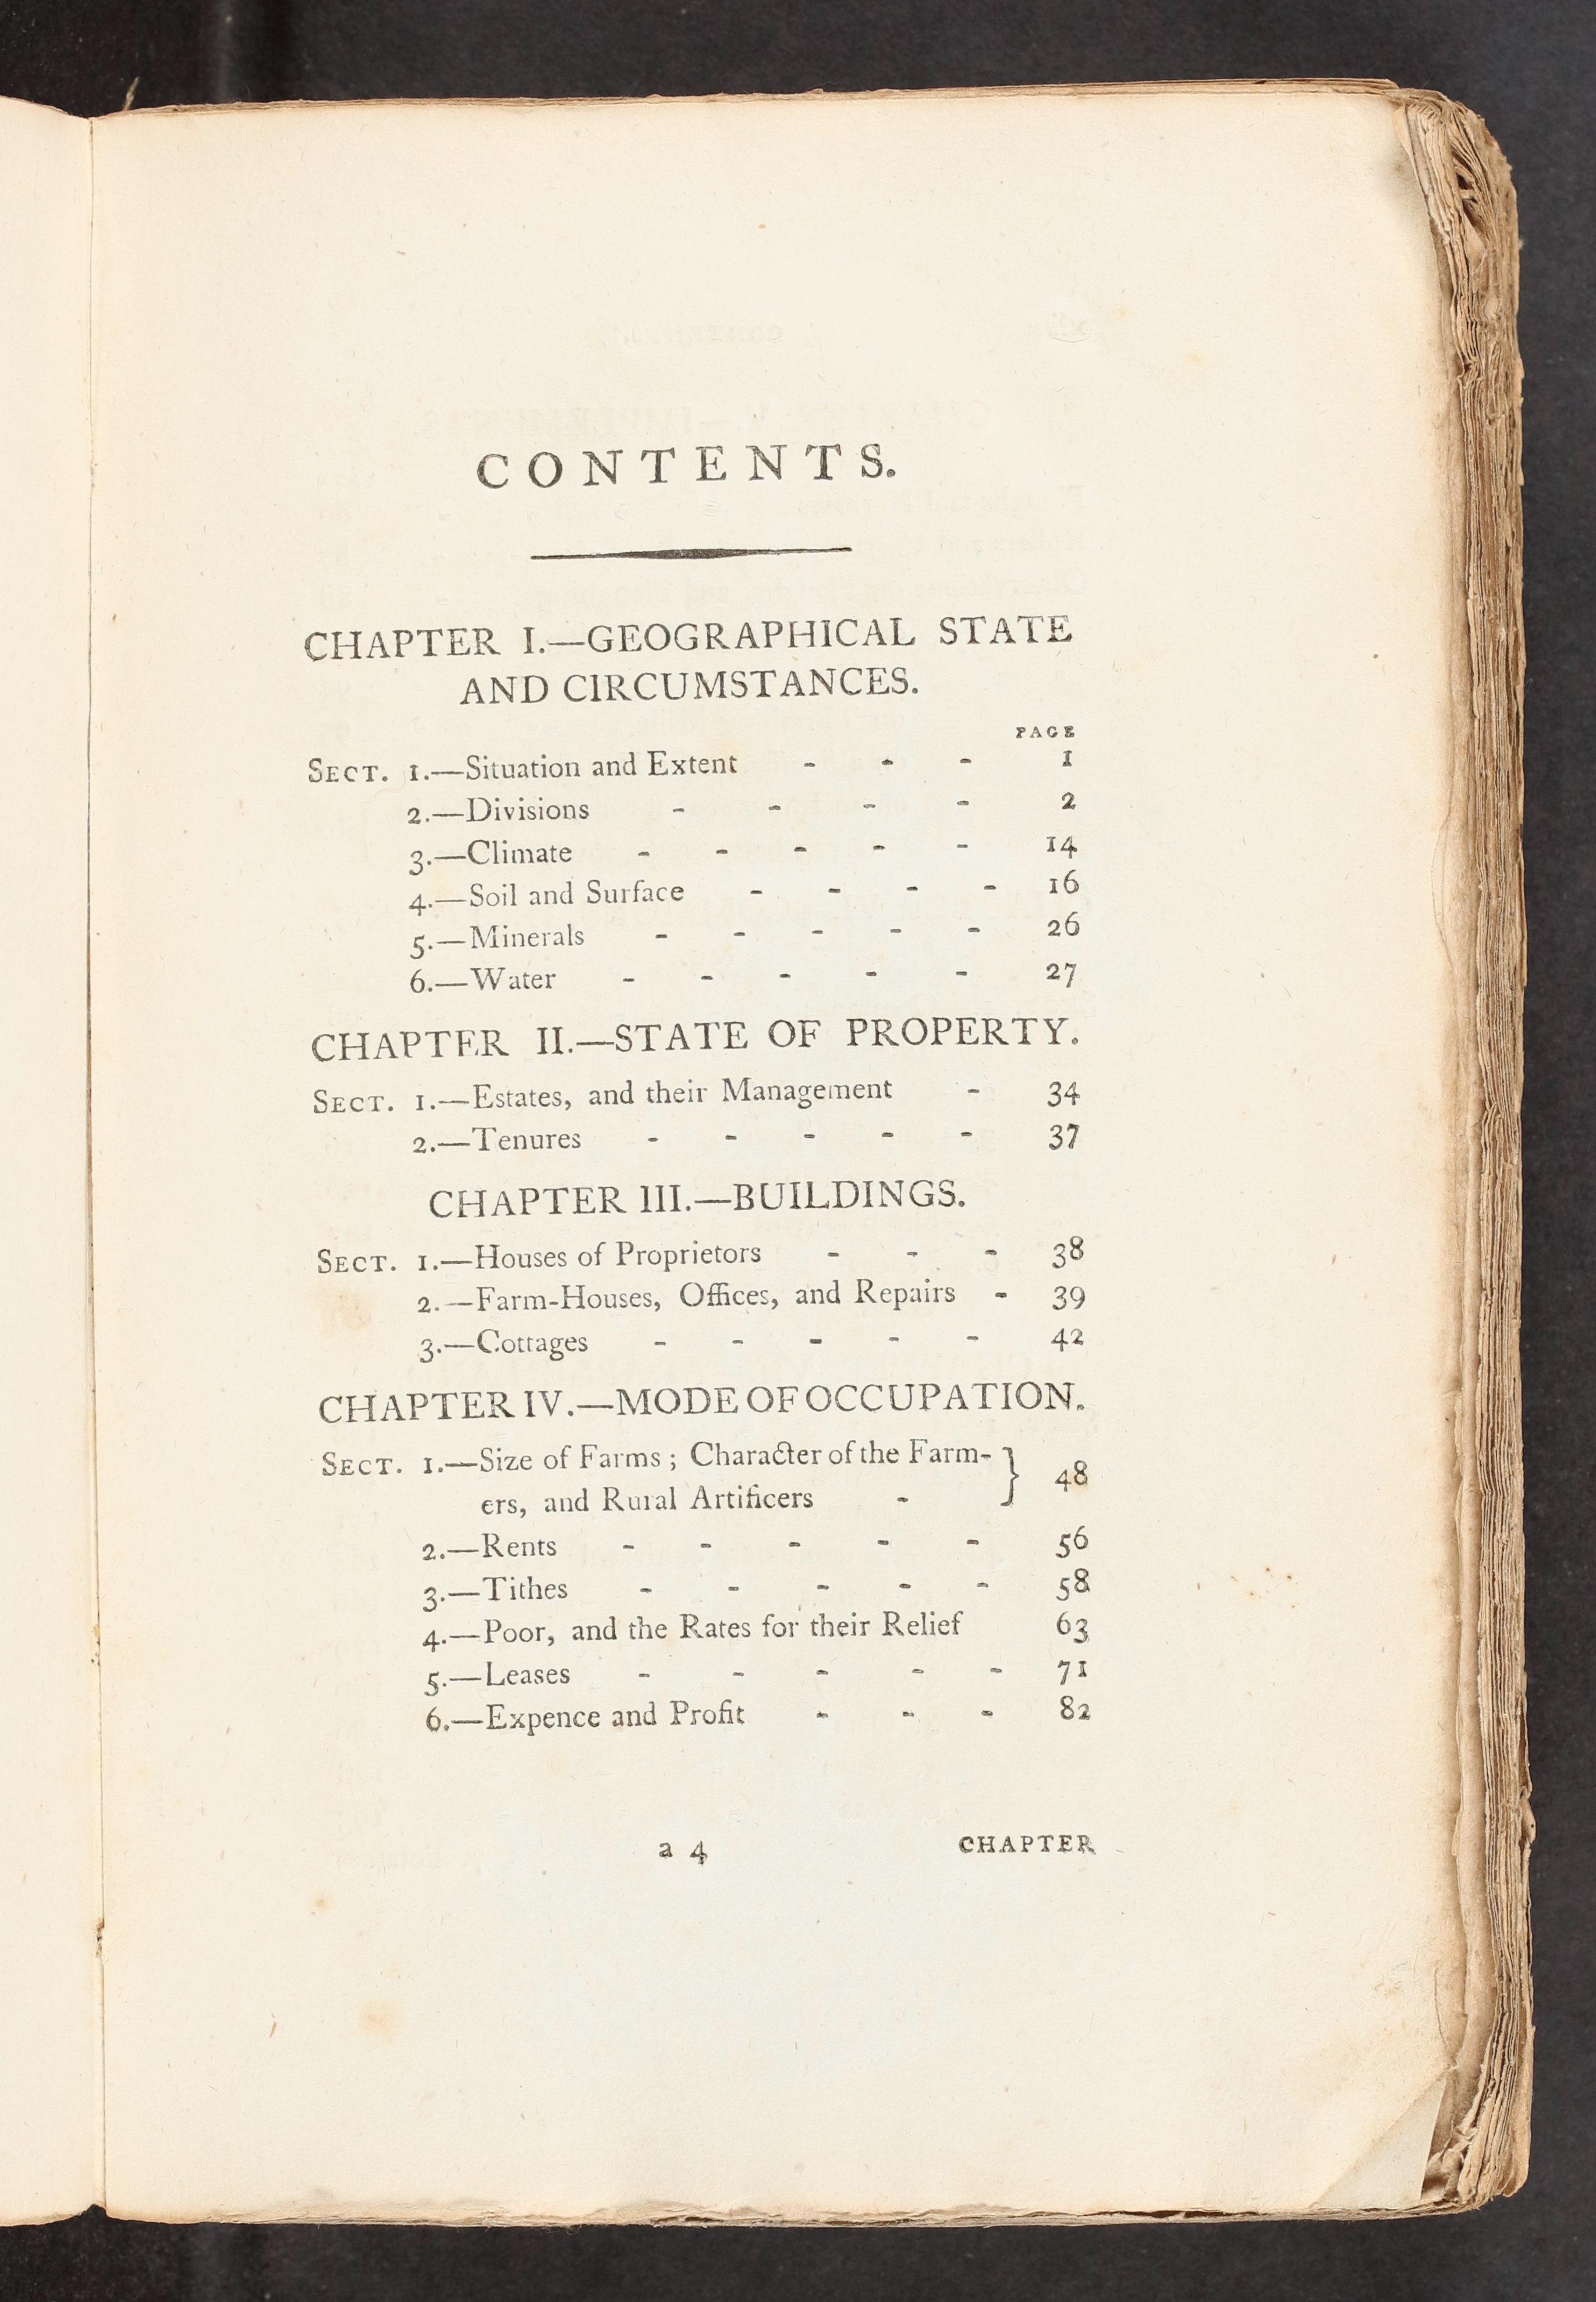 CONTENTS.
CHAPTER I.—GEOGRAPHICAL STATE
AND CIRCUMSTANCES.
PAGE
SECT. 1.—Situation and Extent - - - 1
2.—Divisions - - - - 2
3.—Climate - - - - - 14
4.—Soil and Surface - - - - 16
5.—Minerals - - - - - 26
6.—Water - - - - - 27
CHAPTER II.—STATE OF PROPERTY.
SECT. 1.—Estates, and their Management - 34
2.—Tenures - - - - - 37
CHAPTER III.—BUILDINGS.
SECT. 1.—Houses of Proprietors - - - 38
2.—Farm-Houses, Offices, and Repairs - 39
3.—Cottages - - - - - 42
CHAPTER IV.—MODE OF OCCUPATION.
SECT. 1.—Size of Farms; Character of the Farm-
ers, and Rural Artificers - } 48
2.—Rents - - - - - 56
3.—Tithes - - - - - 58
4.—Poor, and the Rates for their Relief 63
5.—Leases - - - - - 71
6.—Expence and Profit - - - 82
a 4 CHAPTER